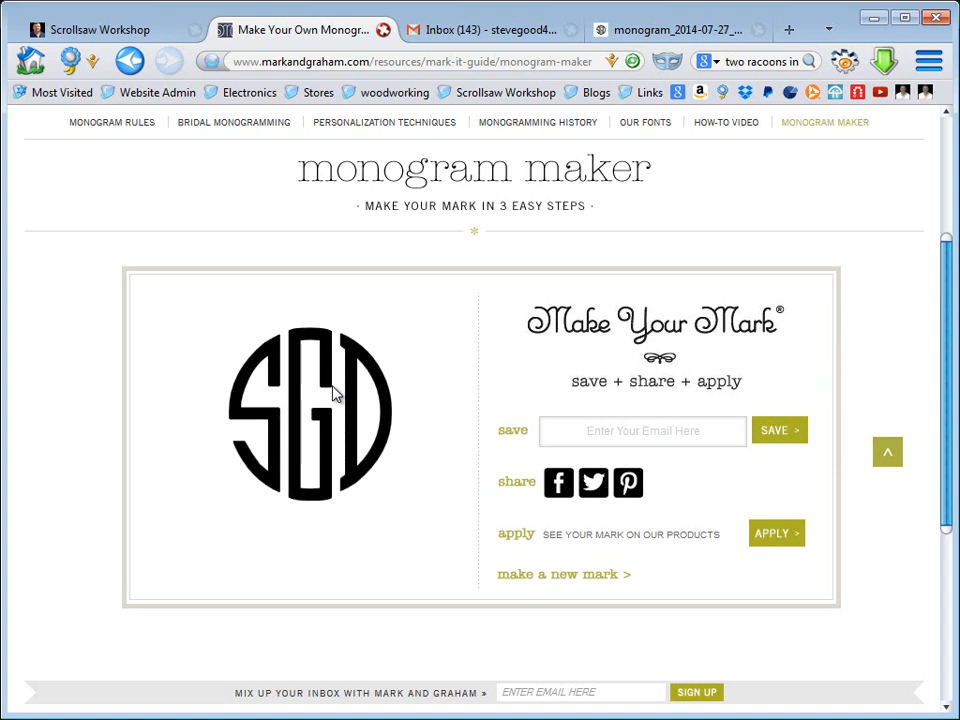 Scrollsaw Workshop
Make Your Own Monogr...
Inbox (143) - stevegood4...
monogram_2014-07-27_...
www.markandgraham.com/resources/mark-it-guide/monogram-maker
two racoons in
Most Visited
Website Admin
Electronics
Stores
woodworking
Scrollsaw Workshop
Blogs
Links
MONOGRAM RULES
BRIDAL MONOGRAMMING
PERSONALIZATION TECHNIQUES
MONOGRAMMING HISTORY
OUR FONTS
HOW-TO VIDEO
MONOGRAM MAKER
monogram maker
· MAKE YOUR MARK IN 3 EASY STEPS ·
SGD
Make Your Mark®
save + share + apply
save
Enter Your Email Here
SAVE >
share
apply
SEE YOUR MARK ON OUR PRODUCTS
APPLY >
make a new mark >
MIX UP YOUR INBOX WITH MARK AND GRAHAM »
ENTER EMAIL HERE
SIGN UP